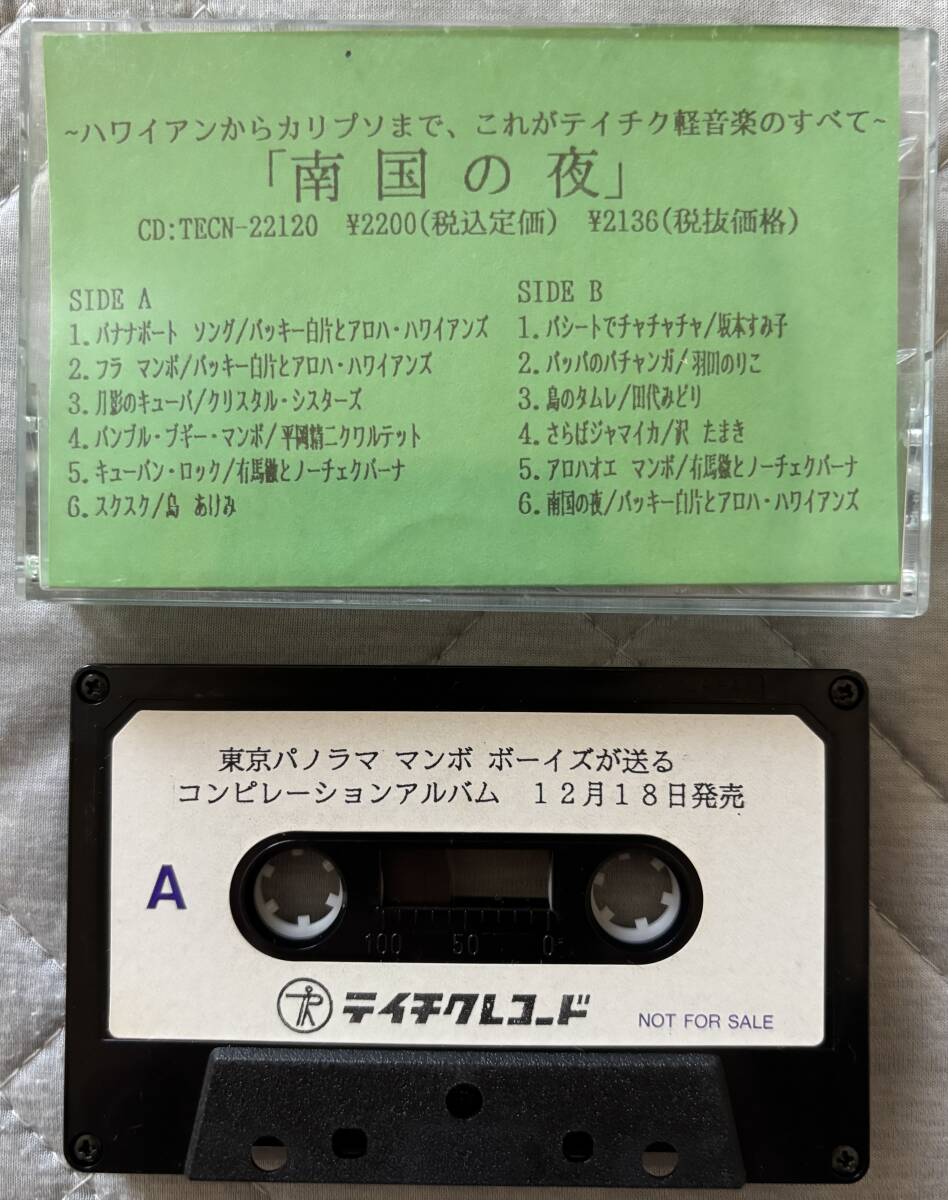 ~ハワイアンからカリプソまで、これがテイチク軽音楽のすべて~
「南 国 の 夜」
CD:TECN-22120 ¥2200(税込定価) ¥2136(税抜価格)
SIDE A
1.バナナボート ソング/バッキー白片とアロハ・ハワイアンズ
2.フラ マンボ/バッキー白片とアロハ・ハワイアンズ
3.月影のキューバ/クリスタル・シスターズ
4.バンブル・ブギー・マンボ/平岡精二クワルテット
5.キューバン・ロック/有馬徹とノーチェクバーナ
6.スクスク/島 あけみ
SIDE B
1.バシートでチャチャチャ/坂本すみ子
2.パッパのパチャンガ/羽田のりこ
3.島のタムレ/田代みどり
4.さらばジャマイカ/沢 たまき
5.アロハオエ マンボ/有馬徹とノーチェクバーナ
6.南国の夜/バッキー白片とアロハ・ハワイアンズ
東京パノラマ マンボ ボーイズが送る
コンピレーションアルバム 12月18日発売
A
100 50 0
テイチクレコード
NOT FOR SALE